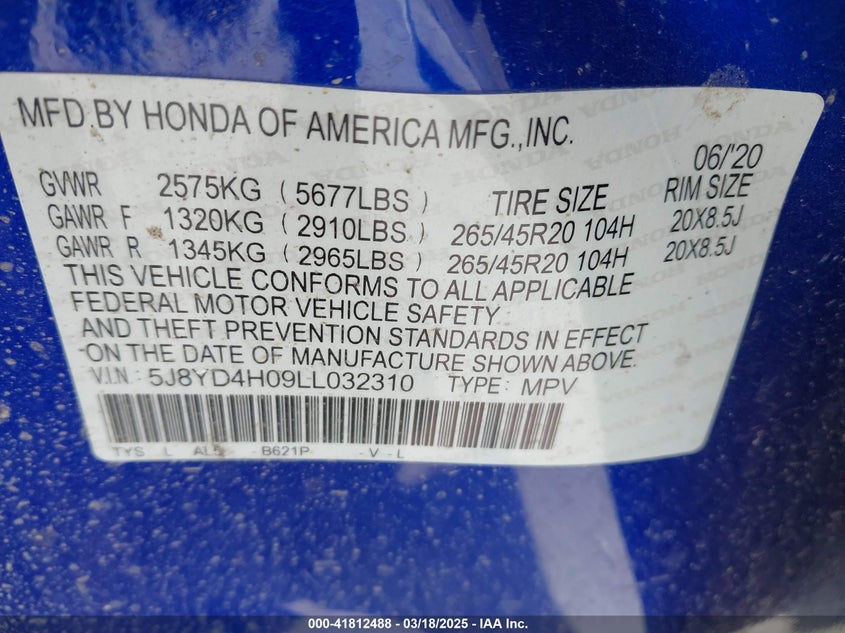 MFD.BY HONDA OF AMERICA MFG.,INC.
06/'20
GVWR 2575KG ( 5677LBS ) TIRE SIZE RIM SIZE
GAWR F 1320KG ( 2910LBS ) 265/45R20 104H 20X8.5J
GAWR R 1345KG ( 2965LBS ) 265/45R20 104H 20X8.5J
THIS VEHICLE CONFORMS TO ALL APPLICABLE
FEDERAL MOTOR VEHICLE SAFETY
AND THEFT PREVENTION STANDARDS IN EFFECT
ON THE DATE OF MANUFACTURE SHOWN ABOVE.
V.I.N.: 5J8YD4H09LL032310 TYPE: MPV
TYS L - B621P - V - L
000-41812488 - 03/18/2025 - IAA Inc.